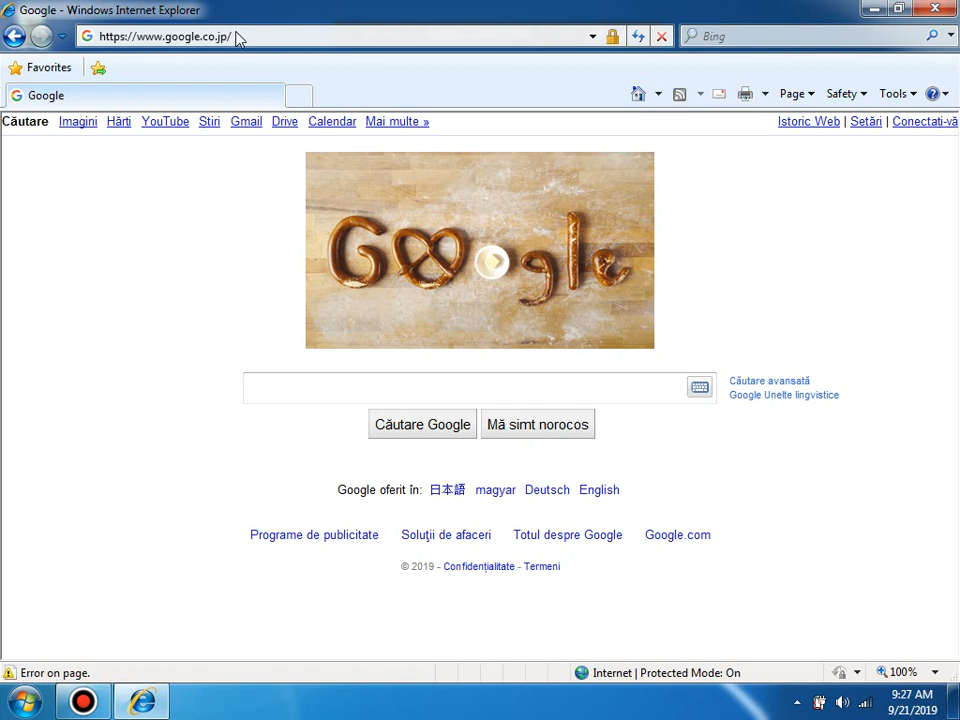 Google - Windows Internet Explorer
https://www.google.co.jp/
Bing
Favorites
Google
Page Safety Tools
Căutare Imagini Hărți YouTube Știri Gmail Drive Calendar Mai multe »
Istoric Web | Setări | Conectați-vă
Google
Căutare avansată
Google Unelte lingvistice
Căutare Google Mă simt norocos
Google oferit în: 日本語 magyar Deutsch English
Programe de publicitate Soluţii de afaceri Totul despre Google Google.com
© 2019 - Confidențialitate - Termeni
Error on page.
Internet | Protected Mode: On
100%
9:27 AM
9/21/2019